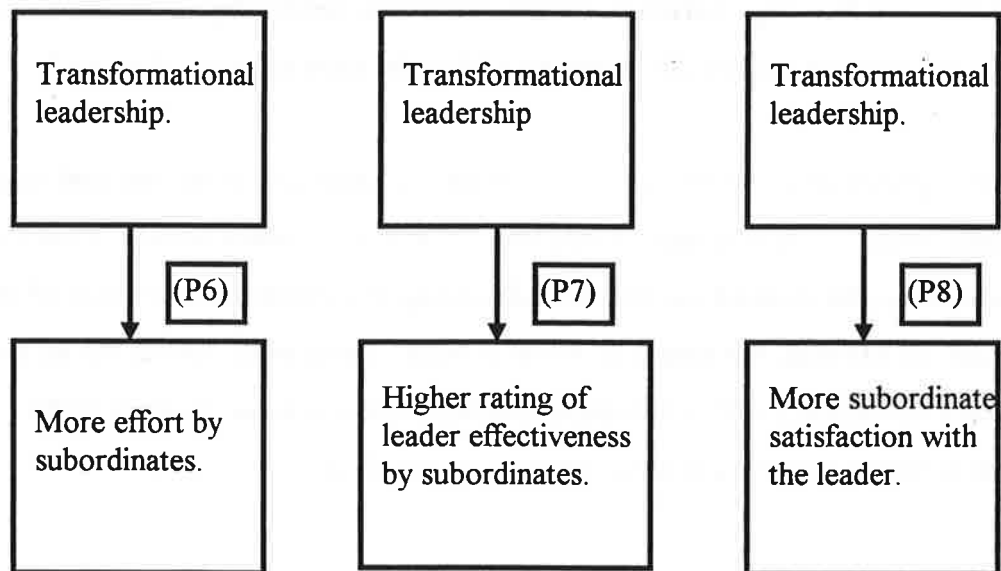 Transformational
leadership.
Transformational
leadership
Transformational
leadership.
(P6)
(P7)
(P8)
More effort by
subordinates.
Higher rating of
leader effectiveness
by subordinates.
More subordinate
satisfaction with
the leader.